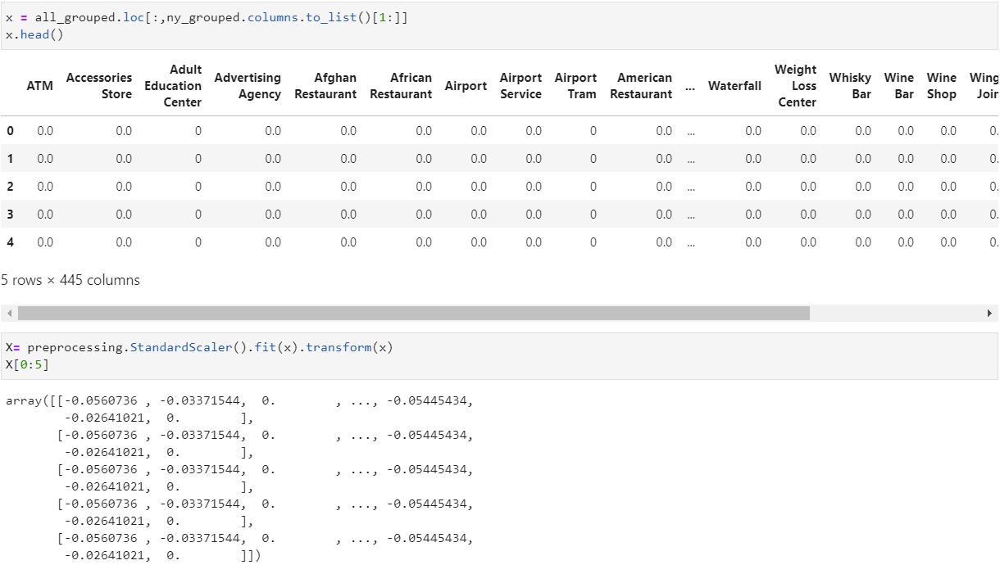 x = all_grouped.loc[:,ny_grouped.columns.to_list()[1:]]
x.head()
ATM Accessories Store Adult Education Center Advertising Agency Afghan Restaurant African Restaurant Airport Airport Service Airport Tram American Restaurant ... Waterfall Weight Loss Center Whisky Bar Wine Bar Wine Shop Wing Join
0 0.0 0.0 0 0.0 0.0 0.0 0.0 0.0 0 0.0 ... 0.0 0.0 0.0 0.0 0.0 0.
1 0.0 0.0 0 0.0 0.0 0.0 0.0 0.0 0 0.0 ... 0.0 0.0 0.0 0.0 0.0 0.
2 0.0 0.0 0 0.0 0.0 0.0 0.0 0.0 0 0.0 ... 0.0 0.0 0.0 0.0 0.0 0.
3 0.0 0.0 0 0.0 0.0 0.0 0.0 0.0 0 0.0 ... 0.0 0.0 0.0 0.0 0.0 0.
4 0.0 0.0 0 0.0 0.0 0.0 0.0 0.0 0 0.0 ... 0.0 0.0 0.0 0.0 0.0 0.
5 rows × 445 columns
X= preprocessing.StandardScaler().fit(x).transform(x)
X[0:5]
array([[-0.0560736 , -0.03371544, 0. , ..., -0.05445434,
-0.02641021, 0. ],
[-0.0560736 , -0.03371544, 0. , ..., -0.05445434,
-0.02641021, 0. ],
[-0.0560736 , -0.03371544, 0. , ..., -0.05445434,
-0.02641021, 0. ],
[-0.0560736 , -0.03371544, 0. , ..., -0.05445434,
-0.02641021, 0. ],
[-0.0560736 , -0.03371544, 0. , ..., -0.05445434,
-0.02641021, 0. ]])